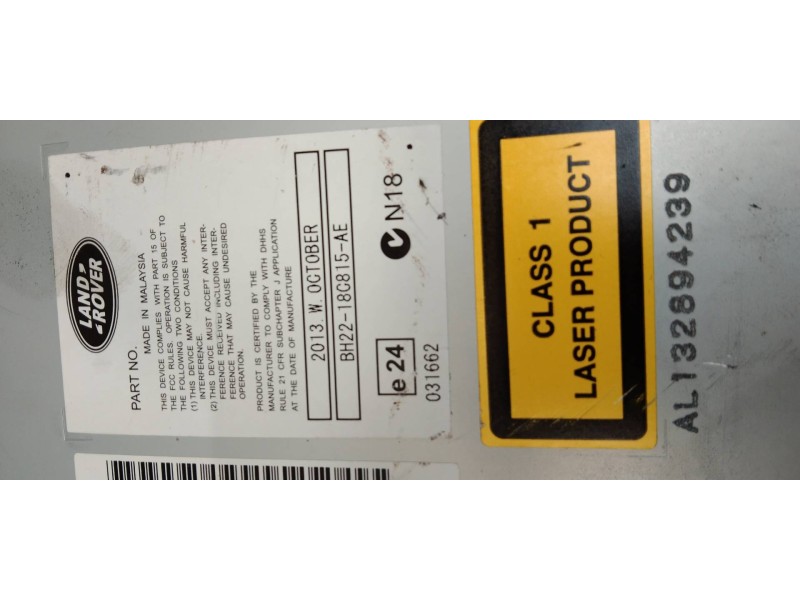 LAND
ROVER
PART NO.
MADE IN MALAYSIA
THIS DEVICE COMPLIES WITH PART 15 OF
THE FCC RULES. OPERATION IS SUBJECT TO
THE FOLLOWING TWO CONDITIONS
(1) THIS DEVICE MAY NOT CAUSE HARMFUL
INTERFERENCE.
(2) THIS DEVICE MUST ACCEPT ANY INTER-
FERENCE RECEIVED INCLUDING INTER-
FERENCE THAT MAY CAUSE UNDESIRED
OPERATION.
PRODUCT IS CERTIFIED BY THE
MANUFACTURER TO COMPLY WITH DHHS
RULE 21 CFR SUBCHAPTER J APPLICATION
AT THE DATE OF MANUFACTURE
2013. W. OCTOBER
BH22-18C815-AE
e 24
N18
031662
CLASS 1
LASER PRODUCT
AL132894239